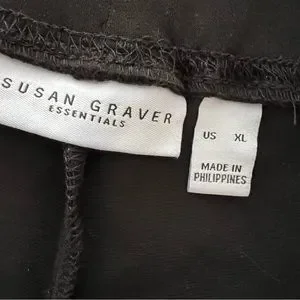 SUSAN GRAVER
ESSENTIALS
US XL
MADE IN
PHILIPPINES